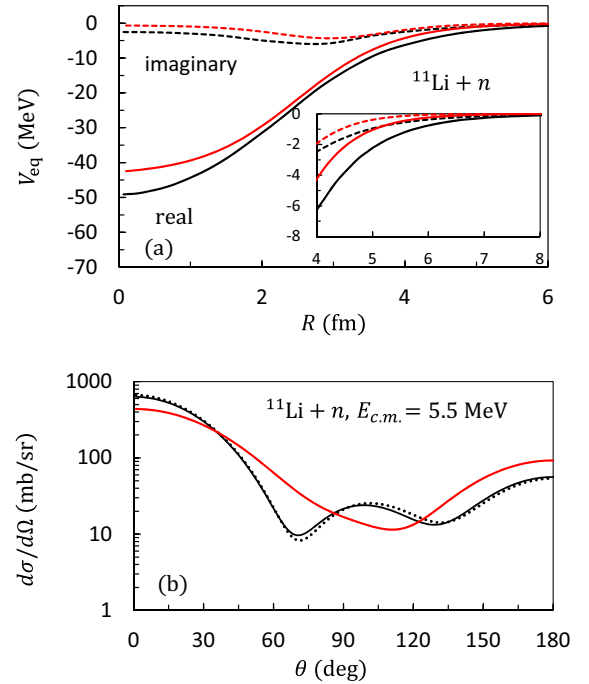 0
-10
-20
-30
-40
-50
-60
-70
V_eq (MeV)
imaginary
real
(a)
¹¹Li + n
0
-2
-4
-6
-8
4 5 6 7 8
0 2 4 6
R (fm)
1000
100
10
1
dσ/dΩ (mb/sr)
¹¹Li + n, E_c.m. = 5.5 MeV
(b)
0 30 60 90 120 150 180
θ (deg)